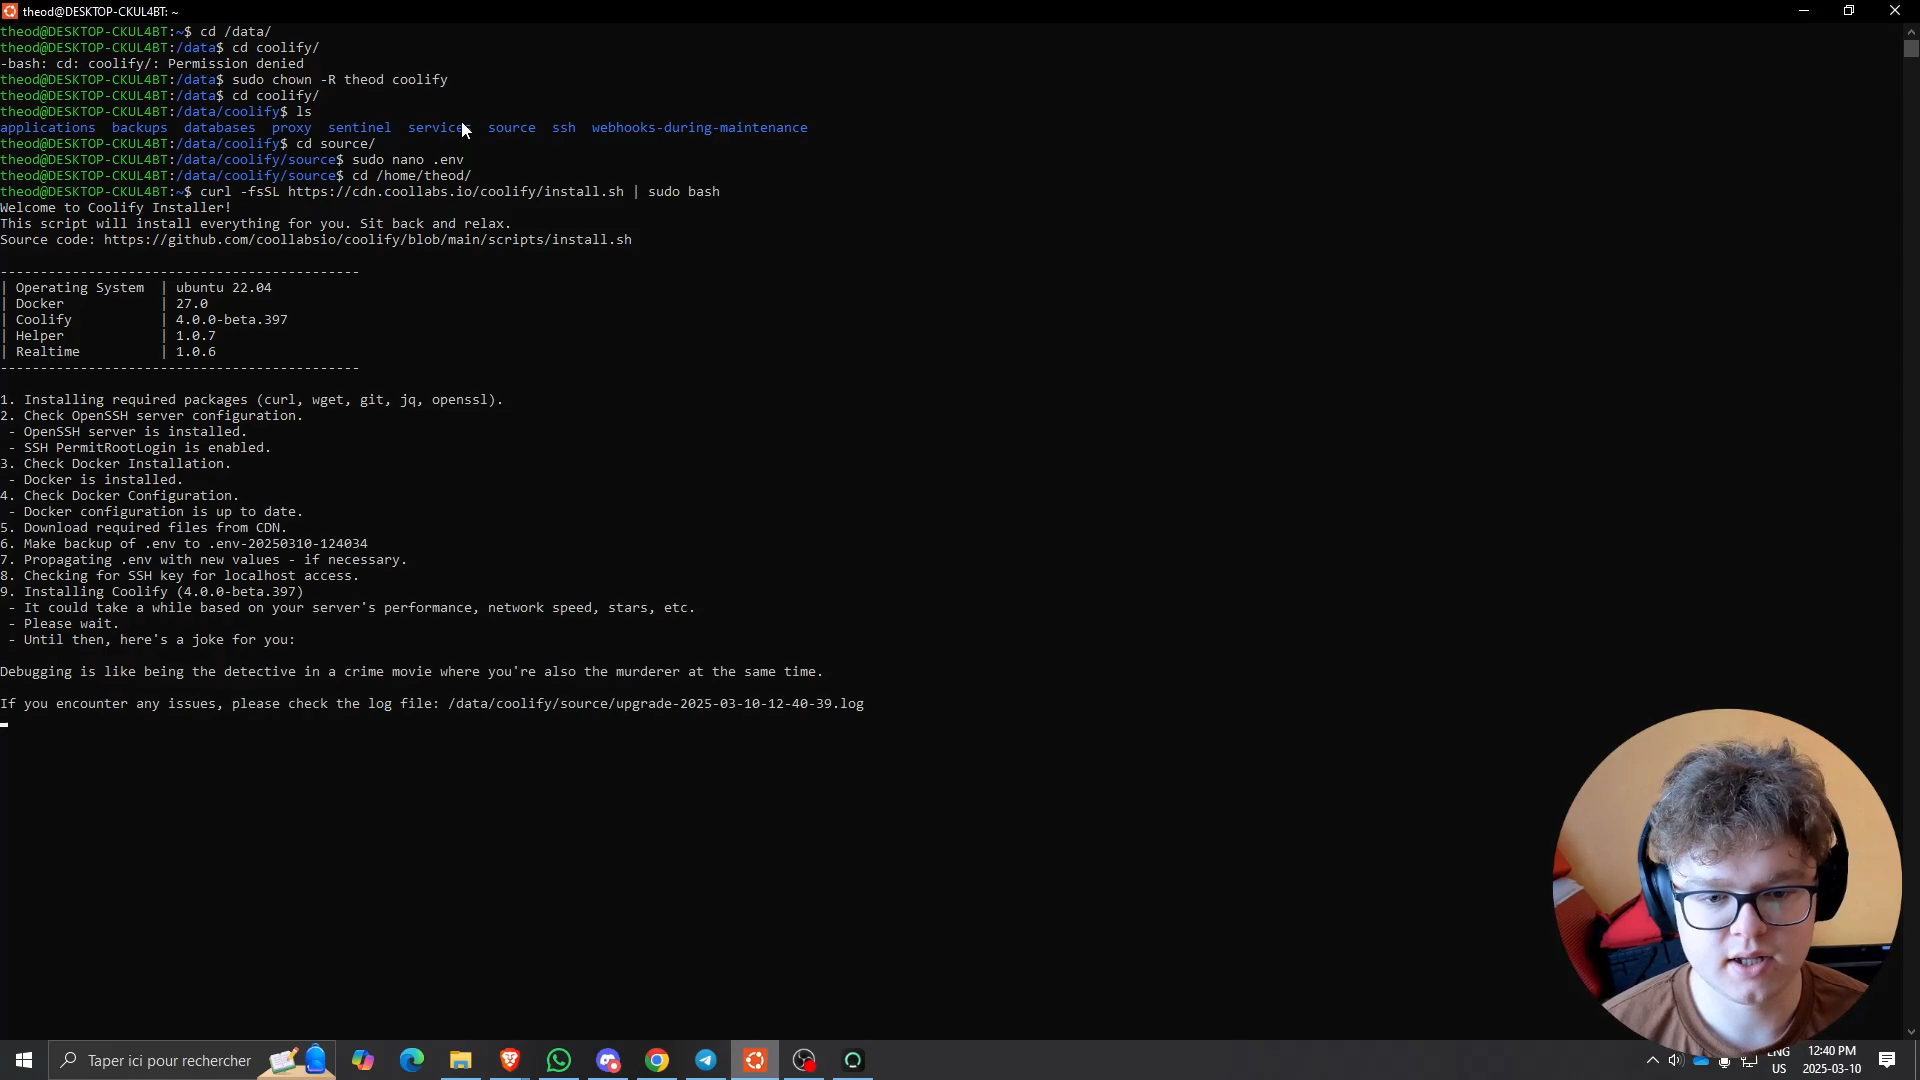 theod@DESKTOP-CKUL4BT: ~
theod@DESKTOP-CKUL4BT:~$ cd /data/
theod@DESKTOP-CKUL4BT:/data$ cd coolify/
-bash: cd: coolify/: Permission denied
theod@DESKTOP-CKUL4BT:/data$ sudo chown -R theod coolify
theod@DESKTOP-CKUL4BT:/data$ cd coolify/
theod@DESKTOP-CKUL4BT:/data/coolify$ ls
applications  backups  databases  proxy  sentinel  services  source  ssh  webhooks-during-maintenance
theod@DESKTOP-CKUL4BT:/data/coolify$ cd source/
theod@DESKTOP-CKUL4BT:/data/coolify/source$ sudo nano .env
theod@DESKTOP-CKUL4BT:/data/coolify/source$ cd /home/theod/
theod@DESKTOP-CKUL4BT:~$ curl -fsSL https://cdn.coollabs.io/coolify/install.sh | sudo bash
Welcome to Coolify Installer!
This script will install everything for you. Sit back and relax.
Source code: https://github.com/coollabsio/coolify/blob/main/scripts/install.sh
---------------------------------------------
| Operating System  | ubuntu 22.04
| Docker            | 27.0
| Coolify           | 4.0.0-beta.397
| Helper            | 1.0.7
| Realtime          | 1.0.6
---------------------------------------------
1. Installing required packages (curl, wget, git, jq, openssl).
2. Check OpenSSH server configuration.
 - OpenSSH server is installed.
 - SSH PermitRootLogin is enabled.
3. Check Docker Installation.
 - Docker is installed.
4. Check Docker Configuration.
 - Docker configuration is up to date.
5. Download required files from CDN.
6. Make backup of .env to .env-20250310-124034
7. Propagating .env with new values - if necessary.
8. Checking for SSH key for localhost access.
9. Installing Coolify (4.0.0-beta.397)
 - It could take a while based on your server's performance, network speed, stars, etc.
 - Please wait.
 - Until then, here's a joke for you:
Debugging is like being the detective in a crime movie where you're also the murderer at the same time.
If you encounter any issues, please check the log file: /data/coolify/source/upgrade-2025-03-10-12-40-39.log
Taper ici pour rechercher
ENG
US
12:40 PM
2025-03-10